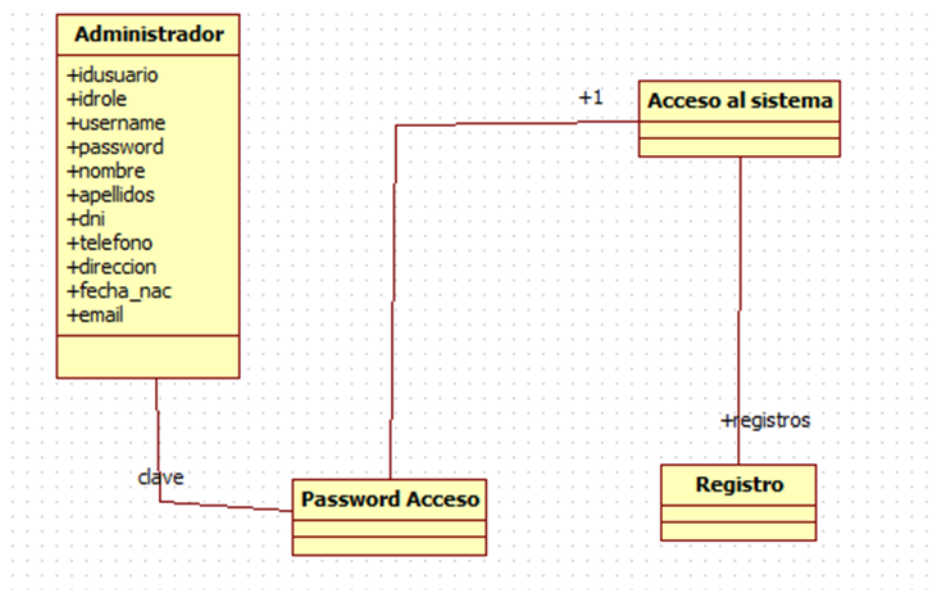 Administrador
+idusuario
+idrole
+username
+password
+nombre
+apellidos
+dni
+telefono
+direccion
+fecha_nac
+email
clave
Password Acceso
+1
Acceso al sistema
+registros
Registro